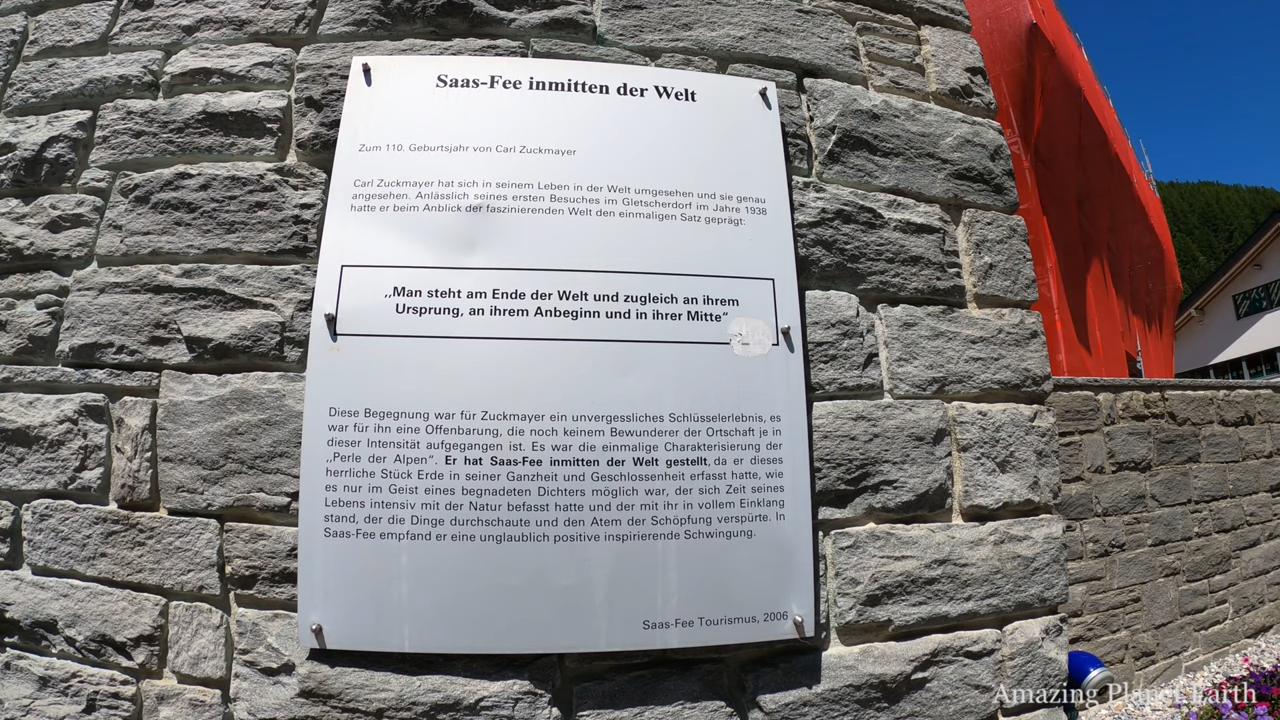 Saas-Fee inmitten der Welt
Zum 110. Geburtsjahr von Carl Zuckmayer
Carl Zuckmayer hat sich in seinem Leben in der Welt umgesehen und sie genau
angesehen. Anlässlich seines ersten Besuches im Gletscherdorf im Jahre 1938
hatte er beim Anblick der faszinierenden Welt den einmaligen Satz geprägt:
,,Man steht am Ende der Welt und zugleich an ihrem
Ursprung, an ihrem Anbeginn und in ihrer Mitte“
Diese Begegnung war für Zuckmayer ein unvergessliches Schlüsselerlebnis, es
war für ihn eine Offenbarung, die noch keinem Bewunderer der Ortschaft je in
dieser Intensität aufgegangen ist. Es war die einmalige Charakterisierung der
,,Perle der Alpen“. Er hat Saas-Fee inmitten der Welt gestellt, da er dieses
herrliche Stück Erde in seiner Ganzheit und Geschlossenheit erfasst hatte, wie
es nur im Geist eines begnadeten Dichters möglich war, der sich Zeit seines
Lebens intensiv mit der Natur befasst hatte und der mit ihr in vollem Einklang
stand, der die Dinge durchschaute und den Atem der Schöpfung verspürte. In
Saas-Fee empfand er eine unglaublich positive inspirierende Schwingung.
Saas-Fee Tourismus, 2006
Amazing Planet Earth